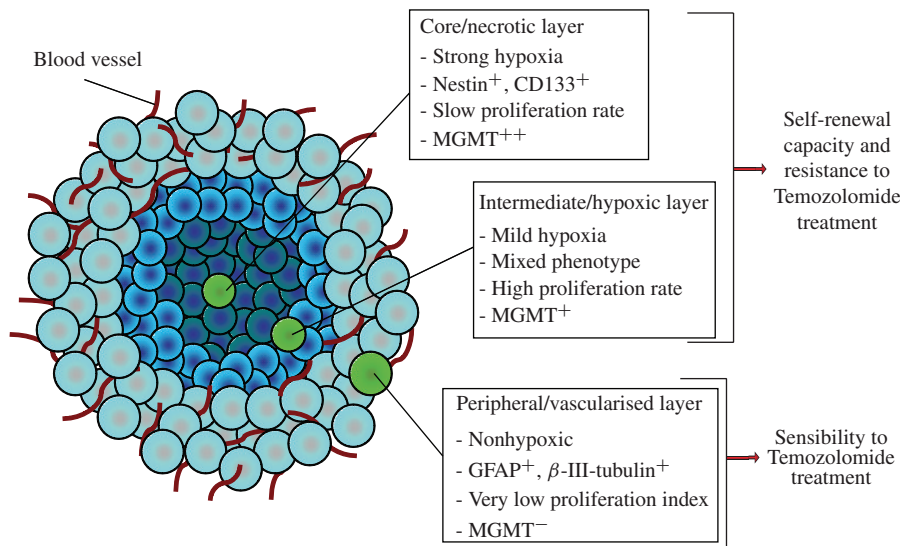 Blood vessel
Core/necrotic layer
- Strong hypoxia
- Nestin⁺, CD133⁺
- Slow proliferation rate
- MGMT⁺⁺
Intermediate/hypoxic layer
- Mild hypoxia
- Mixed phenotype
- High proliferation rate
- MGMT⁺
Self-renewal
capacity and
resistance to
Temozolomide
treatment
Peripheral/vascularised layer
- Nonhypoxic
- GFAP⁺, β-III-tubulin⁺
- Very low proliferation index
- MGMT⁻
Sensibility to
Temozolomide
treatment